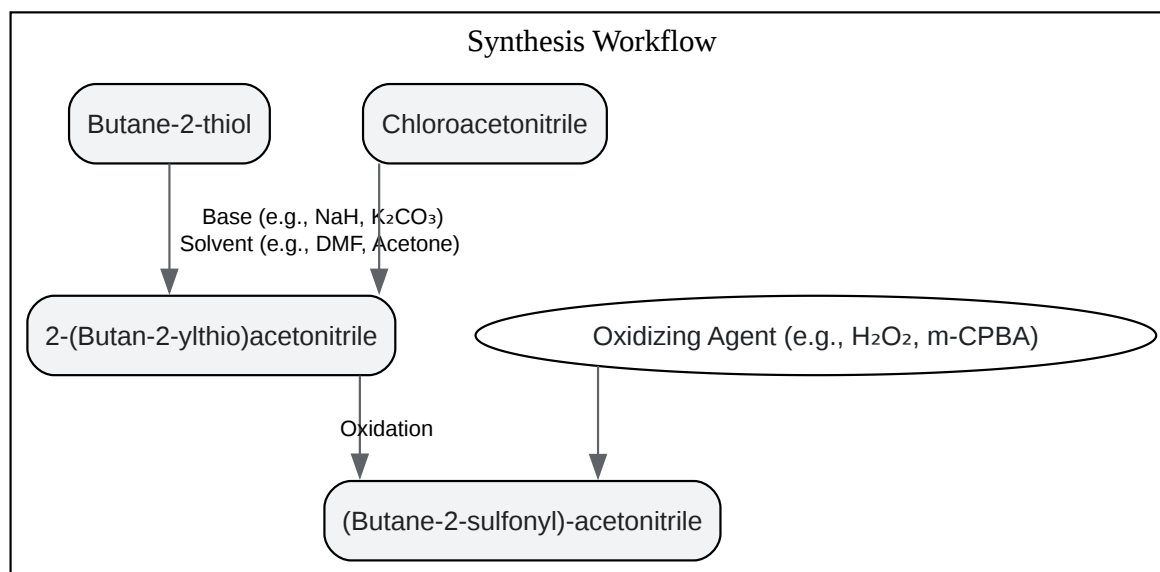 Synthesis Workflow
Butane-2-thiol
Chloroacetonitrile
Base (e.g., NaH, K₂CO₃)
Solvent (e.g., DMF, Acetone)
2-(Butan-2-ylthio)acetonitrile
Oxidizing Agent (e.g., H₂O₂, m-CPBA)
Oxidation
(Butane-2-sulfonyl)-acetonitrile